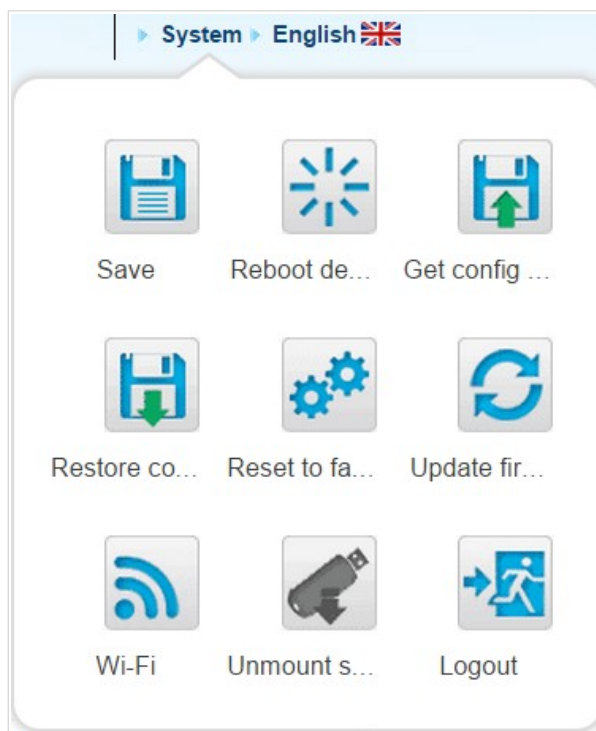 System English
Save Reboot de... Get config ...
Restore co... Reset to fa... Update fir...
Wi-Fi Unmount s... Logout